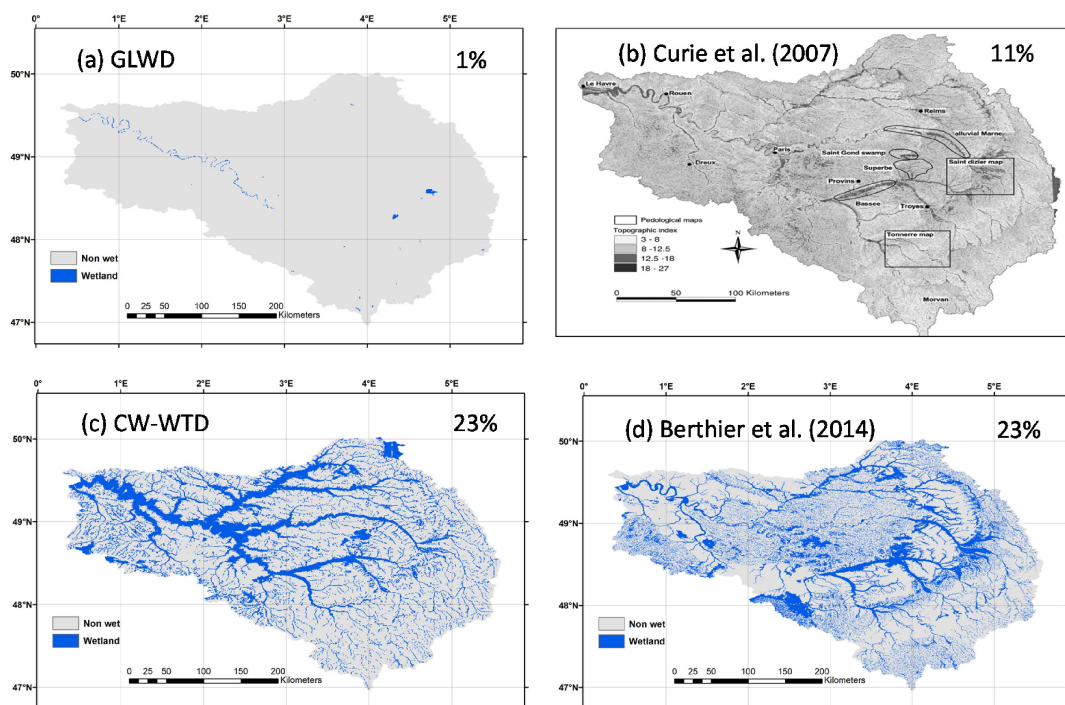 0° 1°E 2°E 3°E 4°E 5°E
(a) GLWD 1%
50°N
49°N
48°N
47°N
Non wet
Wetland
0 25 50 100 150 200
Kilometers
(b) Curie et al. (2007) 11%
Le Havre
Rouen
Reims
alluvial Marne
Paris
Saint Gond swamp
Dreux
Superbe
Saint dizier map
Provins
Bassee
Troyes
Pedological maps
Topographic index
3 - 8
8 - 12.5
12.5 - 18
18 - 27
N
Tonnerre map
Morvan
0 50 100 Kilometers
0° 1°E 2°E 3°E 4°E 5°E
(c) CW-WTD 23%
50°N
49°N
48°N
47°N
Non wet
Wetland
0 25 50 100 150 200
Kilometers
0° 1°E 2°E 3°E 4°E 5°E
(d) Berthier et al. (2014) 23%
50°N
49°N
48°N
47°N
Non wet
Wetland
0 25 50 100 150 200
Kilometers